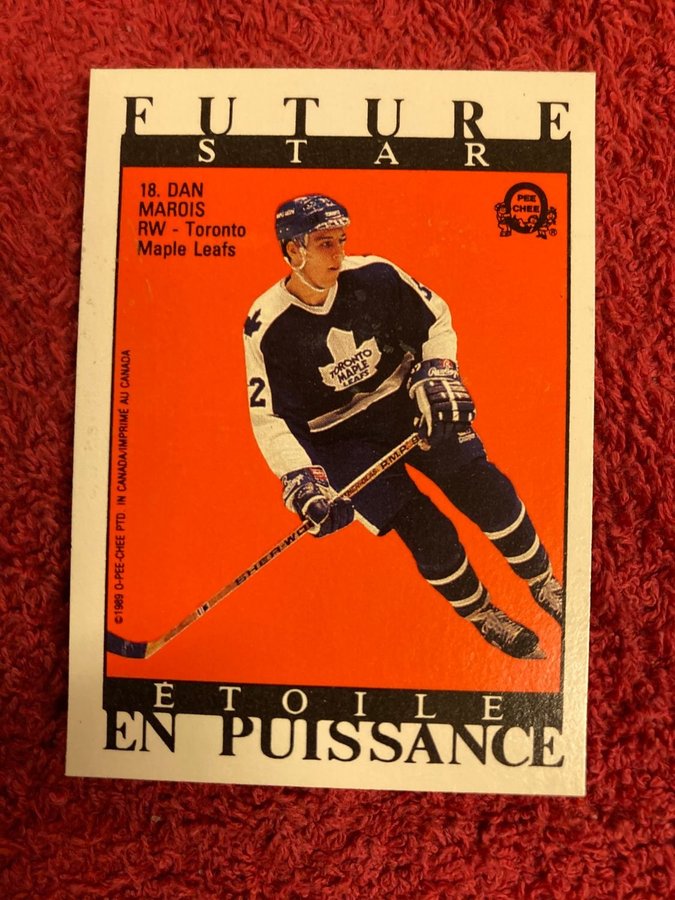 FUTURE
STAR
18. DAN
MAROIS
RW - Toronto
Maple Leafs
PEE
CHEE
®
TORONTO
MAPLE
LEAFS
2
©1989 O-PEE-CHEE PTD. IN CANADA/IMPRIMÉ AU CANADA
ÉTOILE
EN PUISSANCE